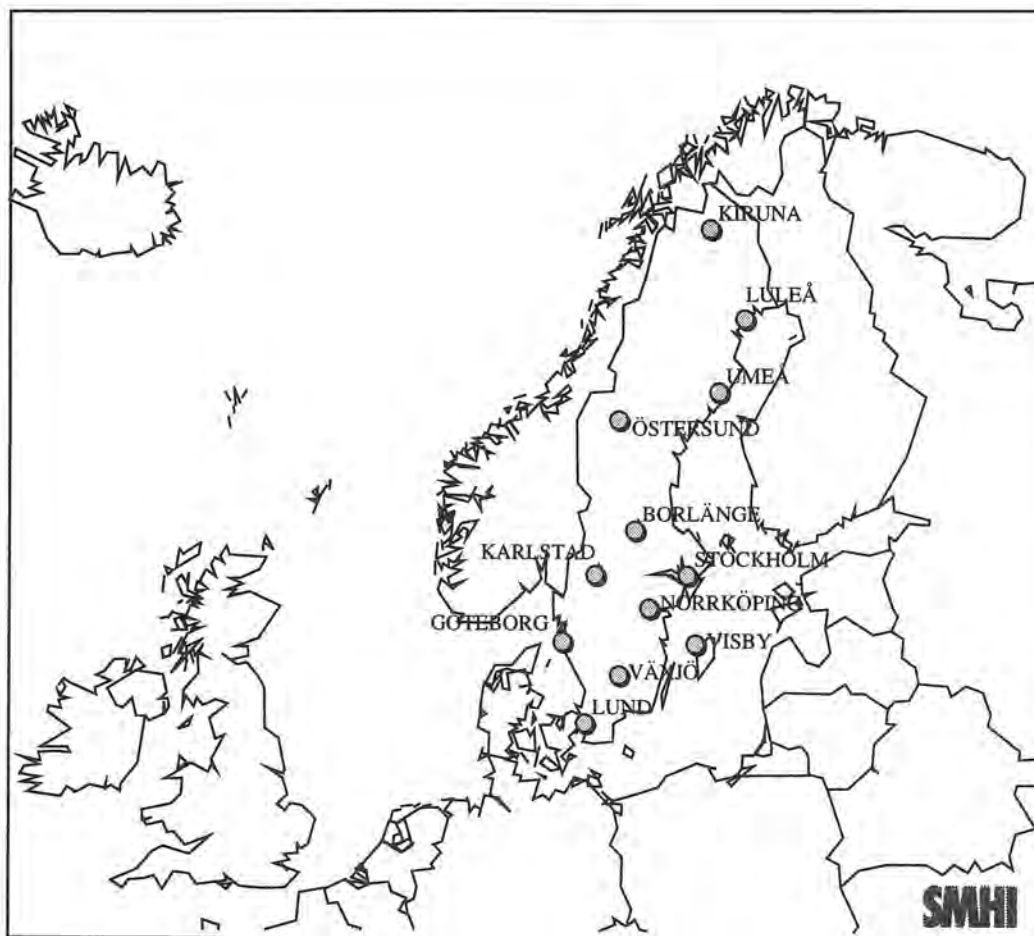 KIRUNA
LULEÅ
UMEÅ
ÖSTERSUND
BORLÄNGE
KARLSTAD
STOCKHOLM
NORRKÖPING
GÖTEBORG
VISBY
VÄXJÖ
LUND
SMHI